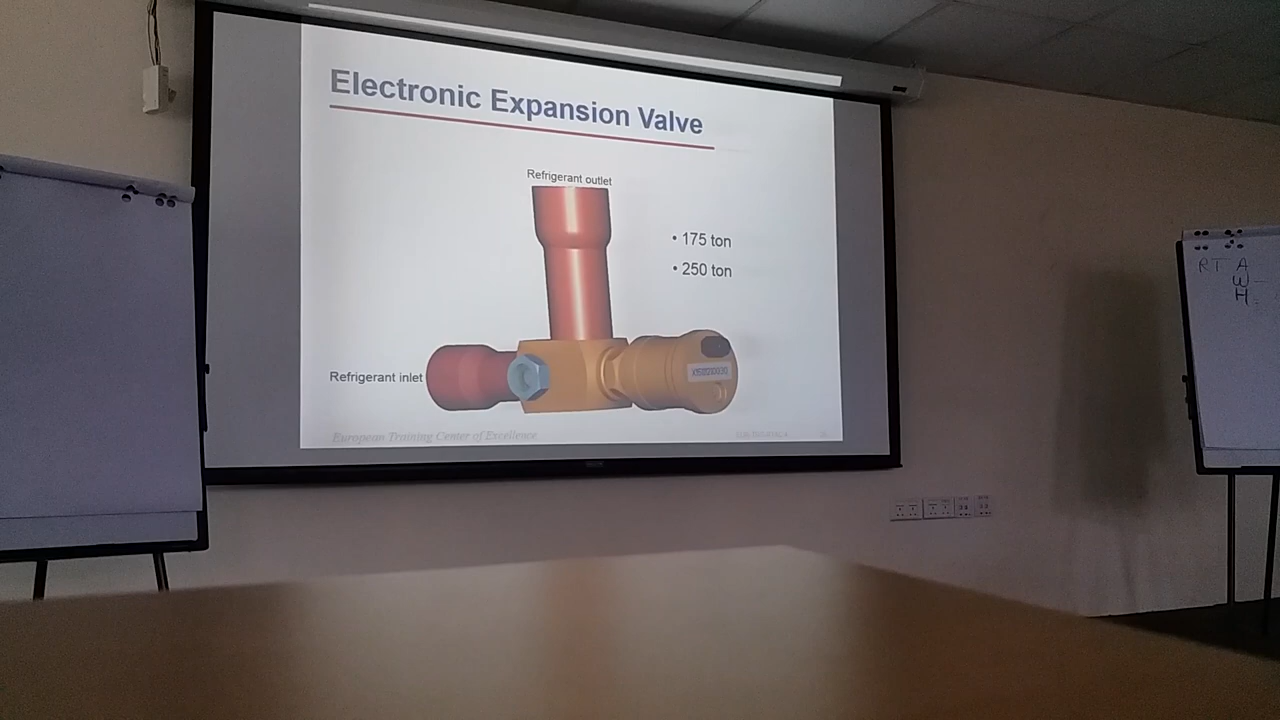 Electronic Expansion Valve
Refrigerant outlet
• 175 ton
• 250 ton
Refrigerant inlet
European Training Center of Excellence
RT A
W
H